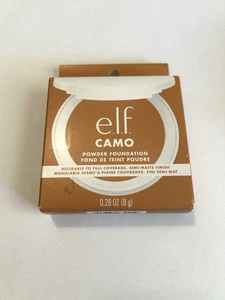 e.l.f.
CAMO
POWDER FOUNDATION
FOND DE TEINT POUDRE
BUILDABLE TO FULL COVERAGE, SEMI-MATTE FINISH
MODULABLE JUSQU'À PLEINE COUVRANCE, FINI SEMI-MAT
0.28 OZ (8 g)